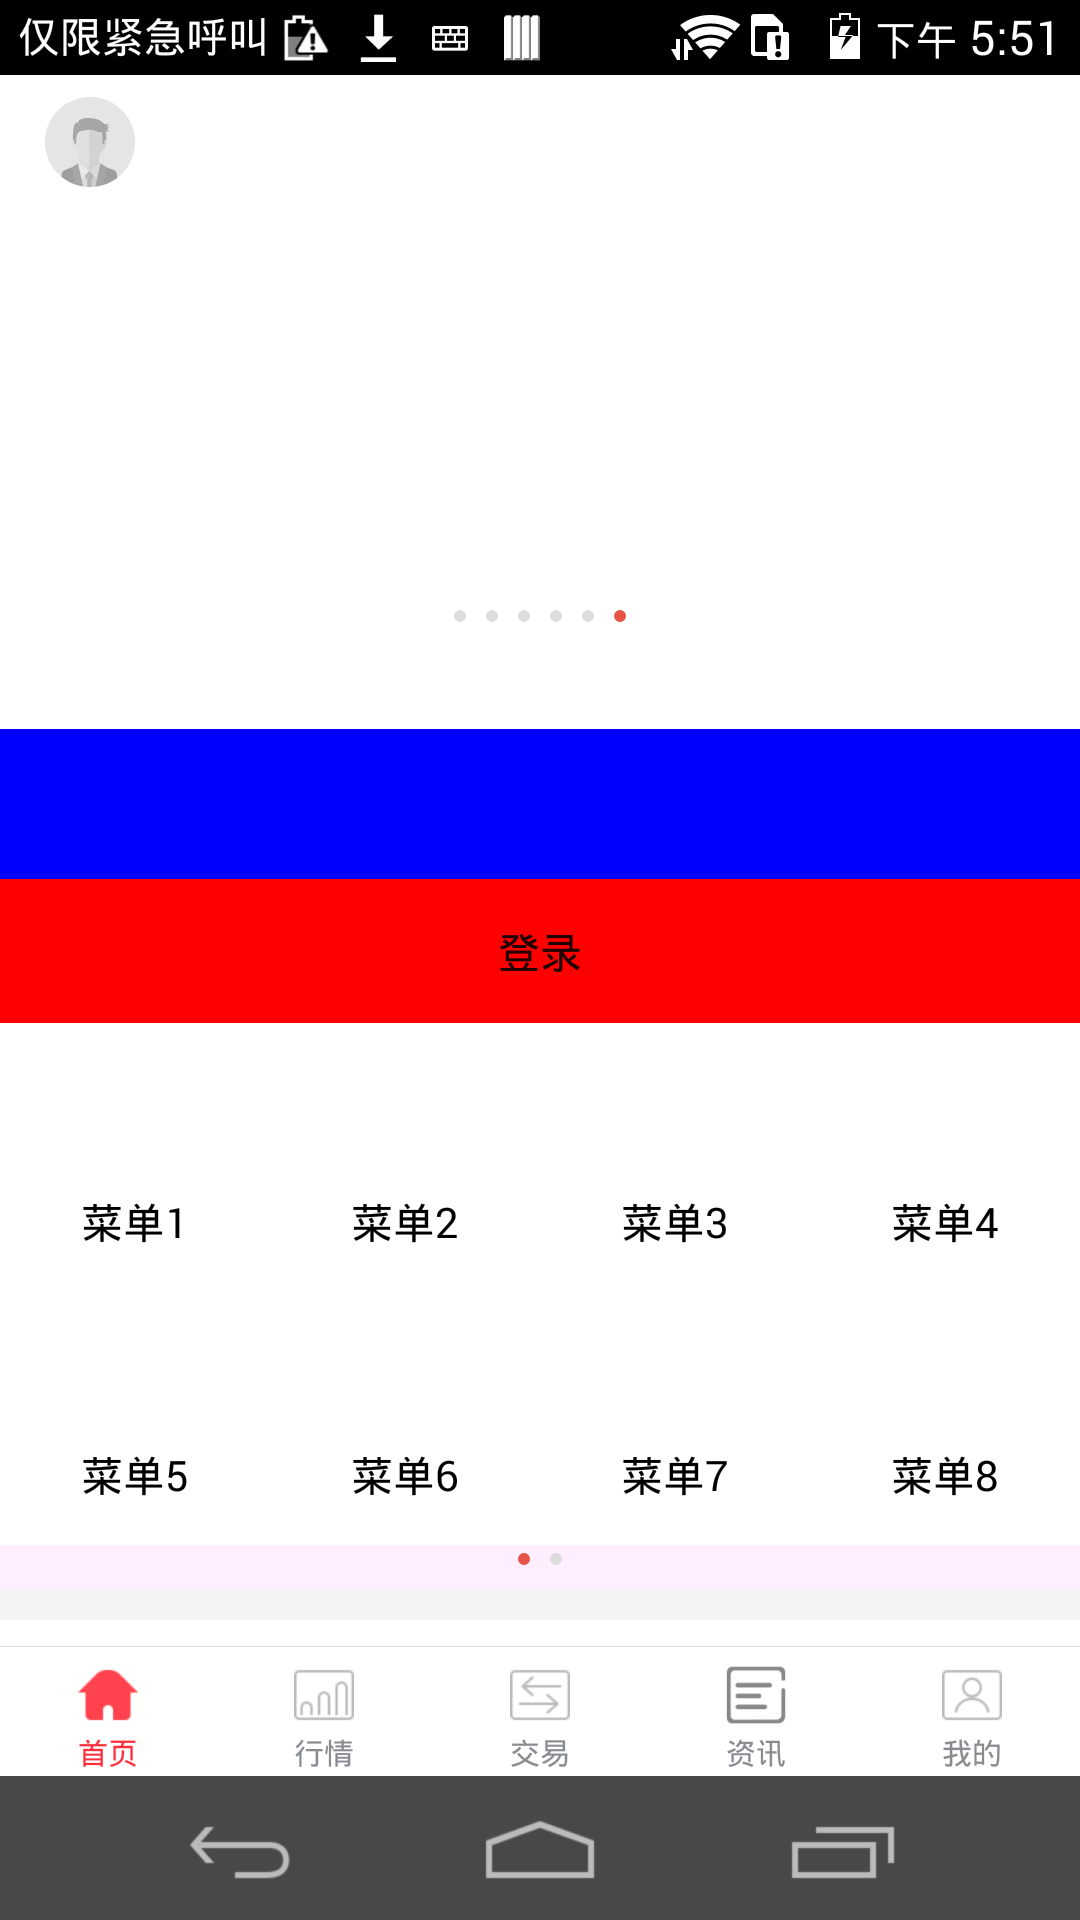 仅限紧急呼叫 下午 5:51
登录
菜单1 菜单2 菜单3 菜单4
菜单5 菜单6 菜单7 菜单8
首页 行情 交易 资讯 我的